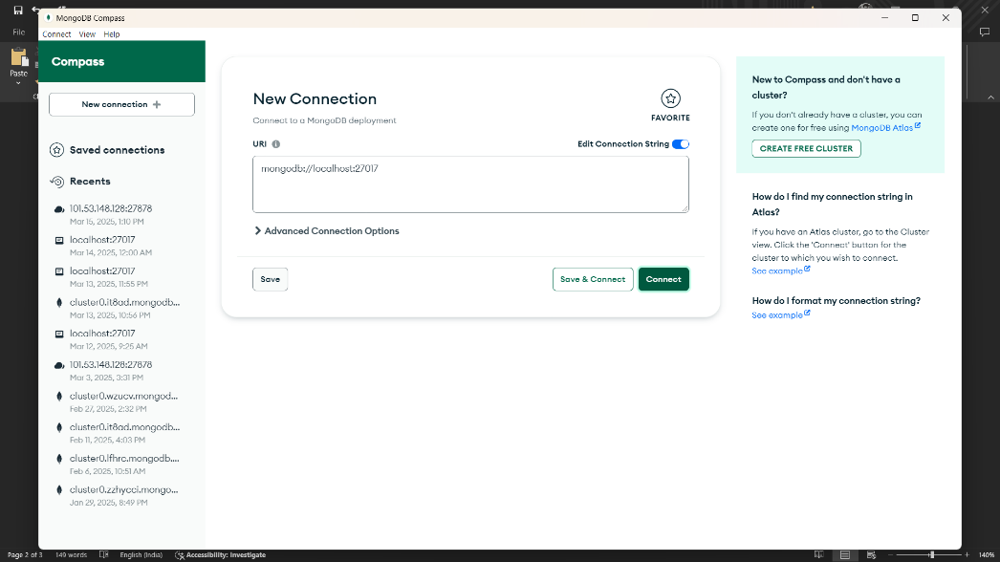 MongoDB Compass
File
Paste
Connect View Help
Compass
New connection +
Saved connections
Recents
101.53.148.128:27878
Mar 15, 2025, 1:10 PM
localhost:27017
Mar 14, 2025, 12:00 AM
localhost:27017
Mar 13, 2025, 11:55 PM
cluster0.it8ad.mongodb...
Mar 13, 2025, 10:56 PM
localhost:27017
Mar 12, 2025, 9:25 AM
101.53.148.128:27878
Mar 3, 2025, 3:31 PM
cluster0.wzucv.mongod...
Feb 27, 2025, 2:32 PM
cluster0.it8ad.mongodb...
Feb 11, 2025, 4:03 PM
cluster0.lfhrc.mongodb....
Feb 6, 2025, 10:51 AM
cluster0.zzhycci.mongo...
Jan 29, 2025, 8:49 PM
New Connection
Connect to a MongoDB deployment
FAVORITE
URI
Edit Connection String
mongodb://localhost:27017
Advanced Connection Options
Save
Save & Connect
Connect
New to Compass and don't have a
cluster?
If you don't already have a cluster, you can
create one for free using MongoDB Atlas
CREATE FREE CLUSTER
How do I find my connection string in
Atlas?
If you have an Atlas cluster, go to the Cluster
view. Click the 'Connect' button for the
cluster to which you wish to connect.
See example
How do I format my connection string?
See example
Page 2 of 3 149 words English (India) Accessibility: Investigate 140%